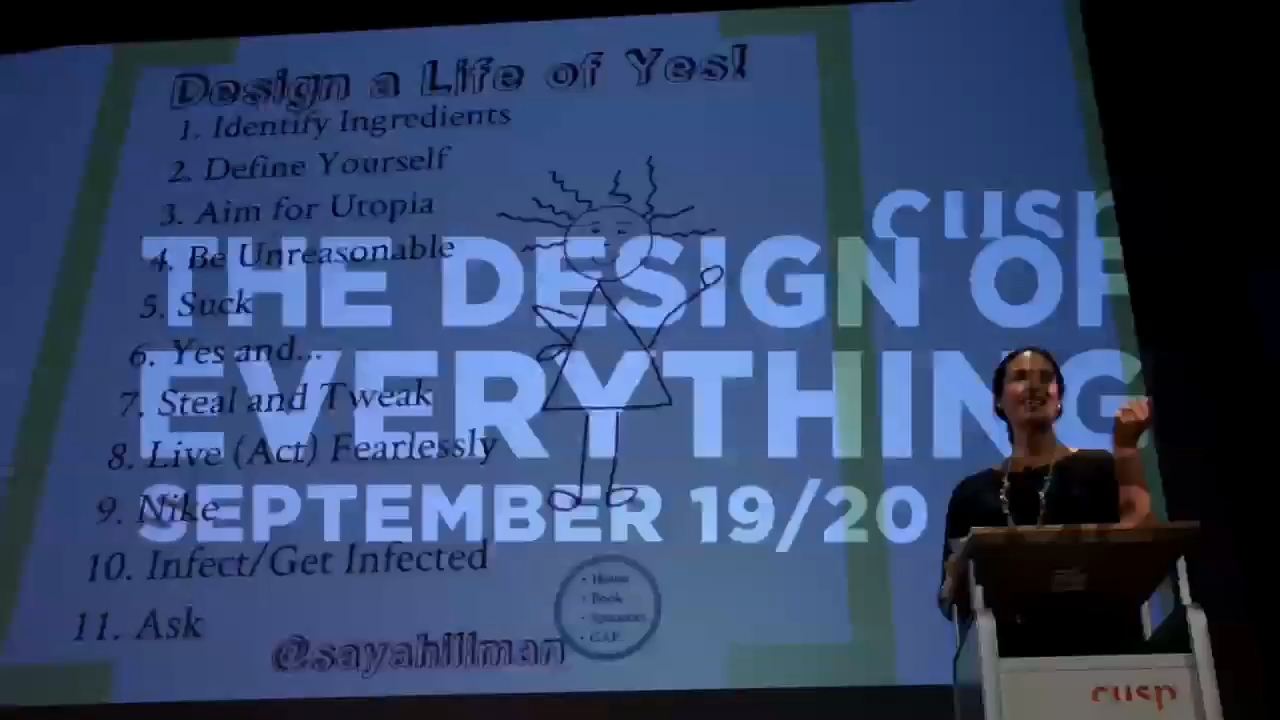 Design a Life of Yes!
1. Identify Ingredients
2. Define Yourself
3. Aim for Utopia
4. Be Unreasonable
5. Suck
6. Yes and...
7. Steal and Tweak
8. Live (Act) Fearlessly
9. Nike
10. Infect/Get Infected
11. Ask
@sayahillman
• Home
• Book
cusp
THE DESIGN OF
EVERYTHING
SEPTEMBER 19/20
cusp